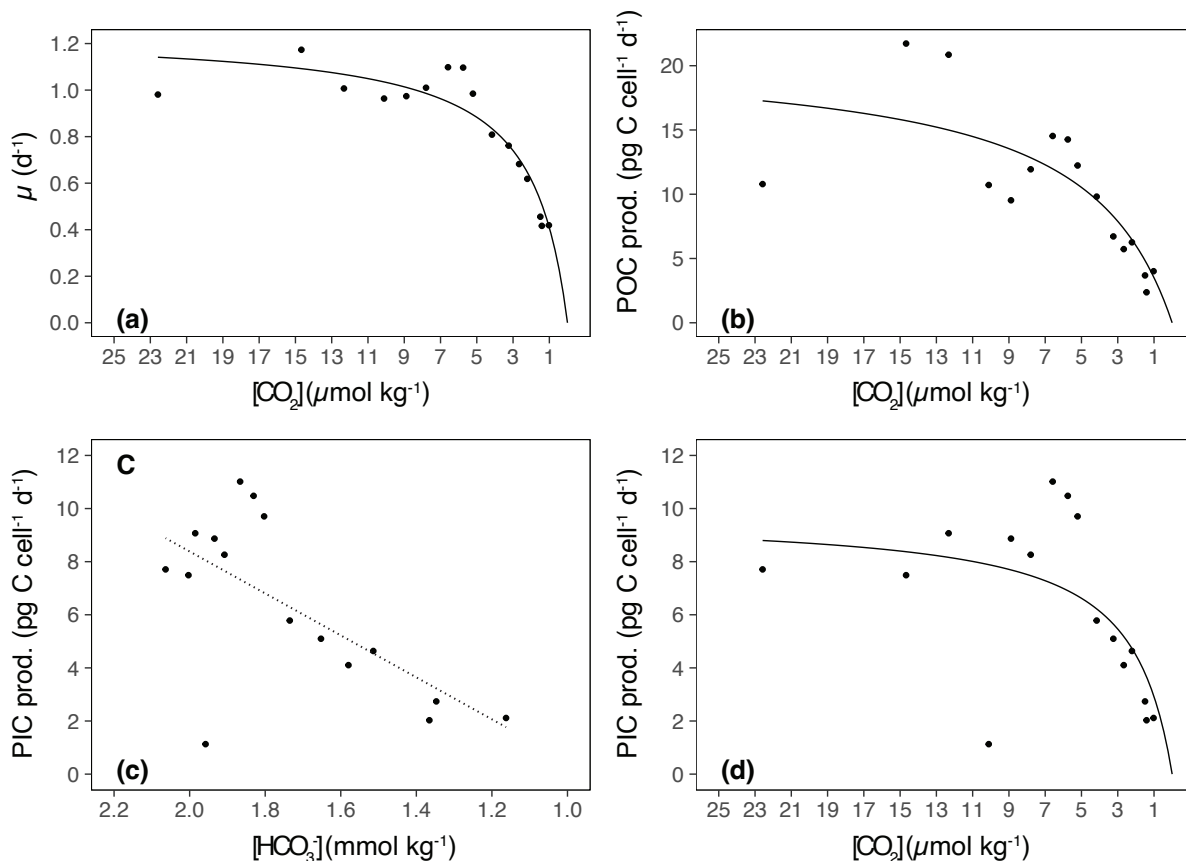 μ (d⁻¹)
1.2
1.0
0.8
0.6
0.4
0.2
0.0
(a)
25 23 21 19 17 15 13 11 9 7 5 3 1
[CO₂](μmol kg⁻¹)
POC prod. (pg C cell⁻¹ d⁻¹)
20
15
10
5
0
(b)
25 23 21 19 17 15 13 11 9 7 5 3 1
[CO₂](μmol kg⁻¹)
PIC prod. (pg C cell⁻¹ d⁻¹)
12
10
8
6
4
2
0
C
(c)
2.2 2.0 1.8 1.6 1.4 1.2 1.0
[HCO₃⁻](mmol kg⁻¹)
PIC prod. (pg C cell⁻¹ d⁻¹)
12
10
8
6
4
2
0
(d)
25 23 21 19 17 15 13 11 9 7 5 3 1
[CO₂](μmol kg⁻¹)